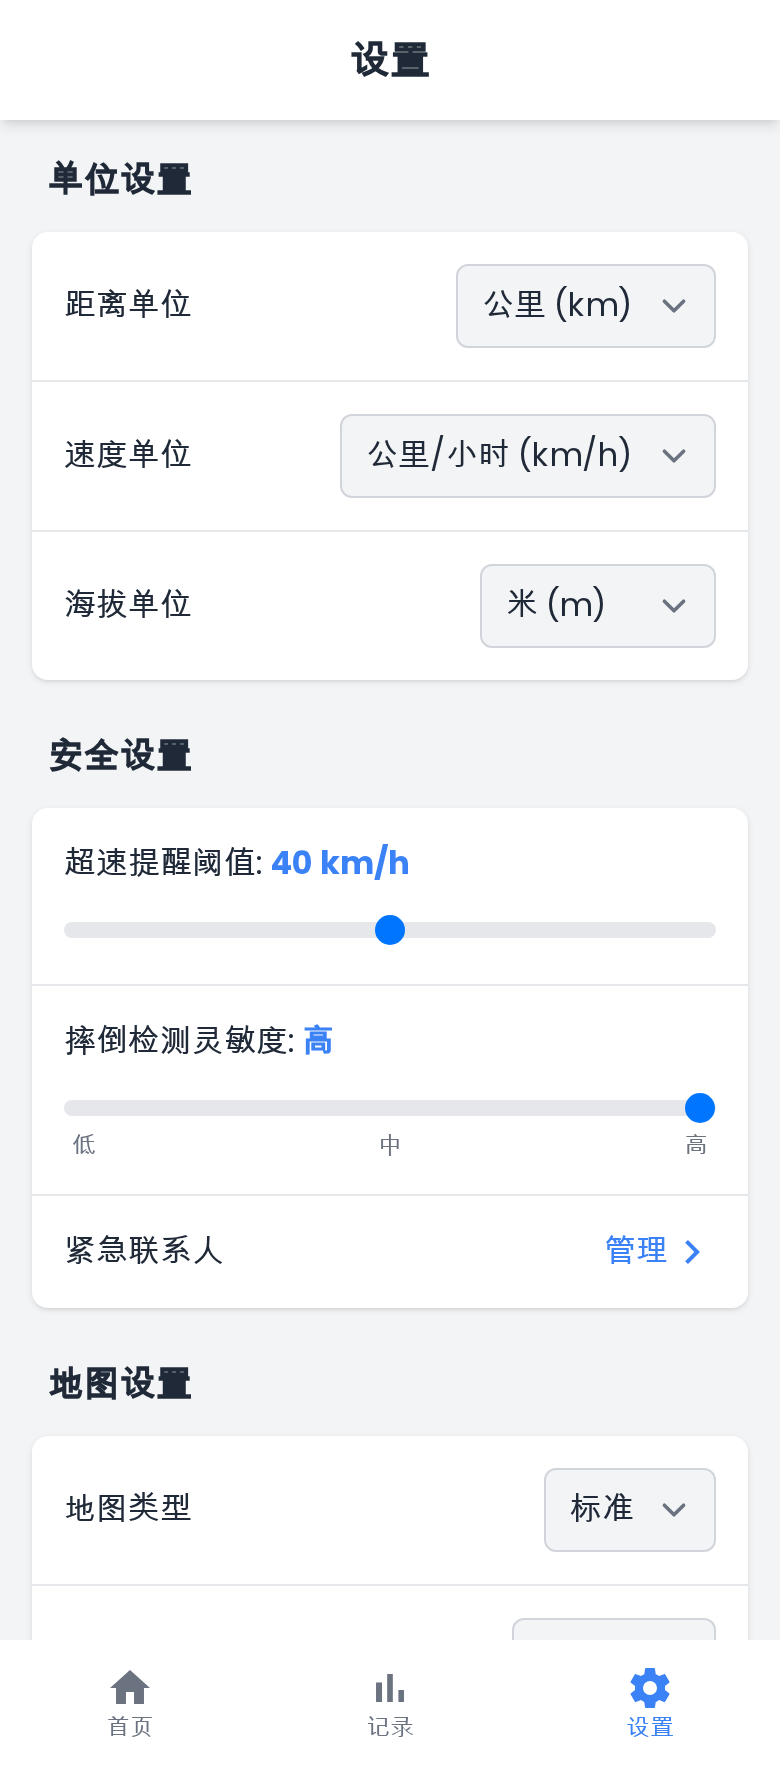 设置
单位设置
距离单位 公里 (km)
速度单位 公里/小时 (km/h)
海拔单位 米 (m)
安全设置
超速提醒阈值: 40 km/h
摔倒检测灵敏度: 高
低 中 高
紧急联系人 管理
地图设置
地图类型 标准
首页 记录 设置